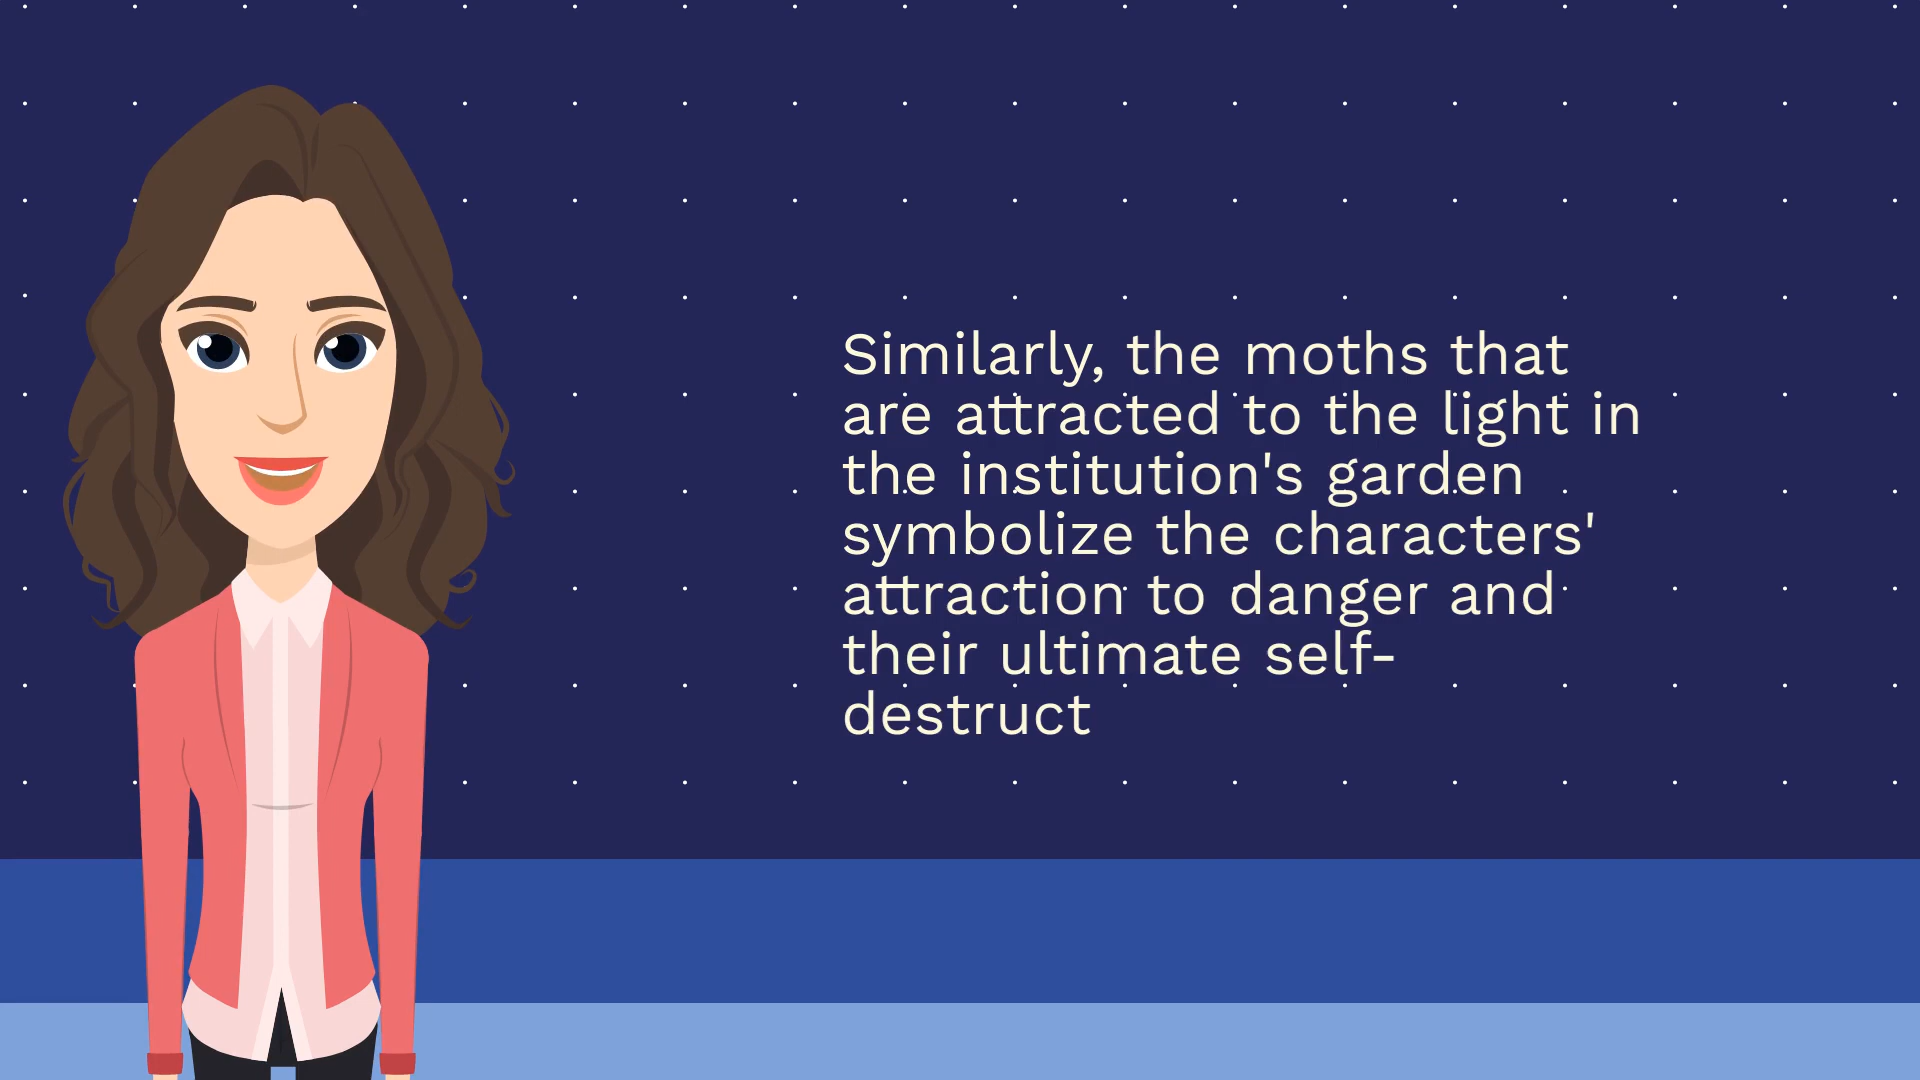 Similarly, the moths that
are attracted to the light in
the institution's garden
symbolize the characters'
attraction to danger and
their ultimate self-
destruct